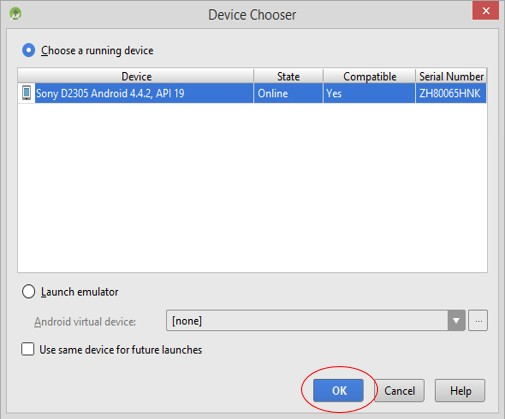 Device Chooser
Choose a running device
Device State Compatible Serial Number
Sony D2305 Android 4.4.2, API 19 Online Yes ZH80065HNK
Launch emulator
Android virtual device: [none] ...
Use same device for future launches
OK Cancel Help